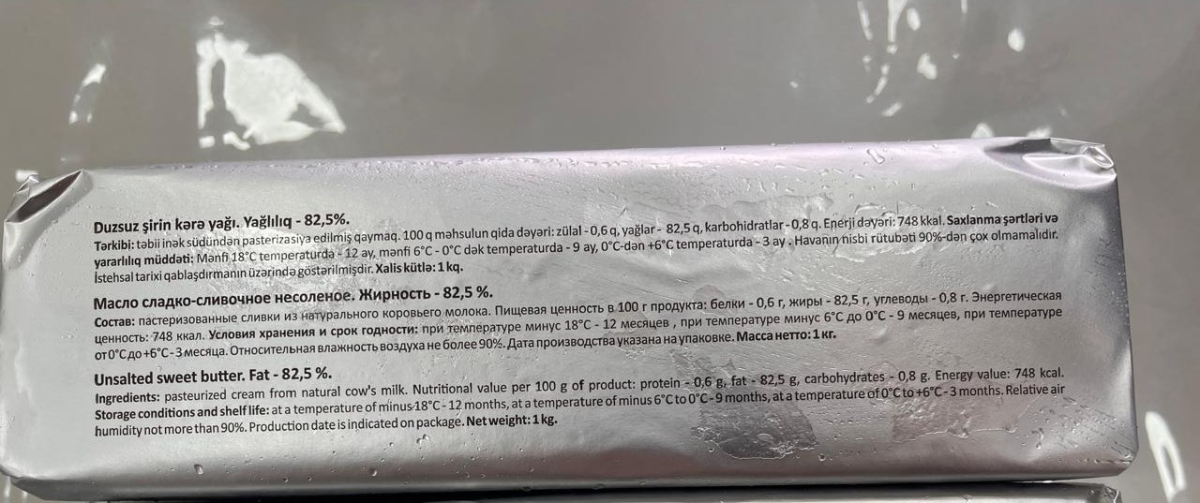 Duzsuz şirin kərə yağı. Yağlılıq - 82,5%.
Tərkibi: təbii inək südündən pasterizasiya edilmiş qaymaq. 100 q məhsulun qida dəyəri: zülal - 0,6 q, yağlar - 82,5 q, karbohidratlar - 0,8 q. Enerji dəyəri: 748 kkal. Saxlanma şərtləri və
yararlılıq müddəti: Mənfi 18°C temperaturda - 12 ay, mənfi 6°C - 0°C dək temperaturda - 9 ay, 0°C-dən +6°C temperaturda - 3 ay . Havanın nisbi rütubəti 90%-dən çox olmamalıdır.
İstehsal tarixi qablaşdırmanın üzərində göstərilmişdir. Xalis kütlə: 1 kq.
Масло сладко-сливочное несоленое. Жирность - 82,5 %.
Состав: пастеризованные сливки из натурального коровьего молока. Пищевая ценность в 100 г продукта: белки - 0,6 г, жиры - 82,5 г, углеводы - 0,8 г. Энергетическая
ценность: 748 ккал. Условия хранения и срок годности: при температуре минус 18°С - 12 месяцев , при температуре минус 6°С до 0°С - 9 месяцев, при температуре
от 0°С до +6°С - 3 месяца. Относительная влажность воздуха не более 90%. Дата производства указана на упаковке. Масса нетто: 1 кг.
Unsalted sweet butter. Fat - 82,5 %.
Ingredients: pasteurized cream from natural cow's milk. Nutritional value per 100 g of product: protein - 0,6 g, fat - 82,5 g, carbohydrates - 0,8 g. Energy value: 748 kcal.
Storage conditions and shelf life: at a temperature of minus 18°C - 12 months, at a temperature of minus 6°C to 0°C - 9 months, at a temperature of 0°C to +6°C - 3 months. Relative air
humidity not more than 90%. Production date is indicated on package. Net weight: 1 kg.